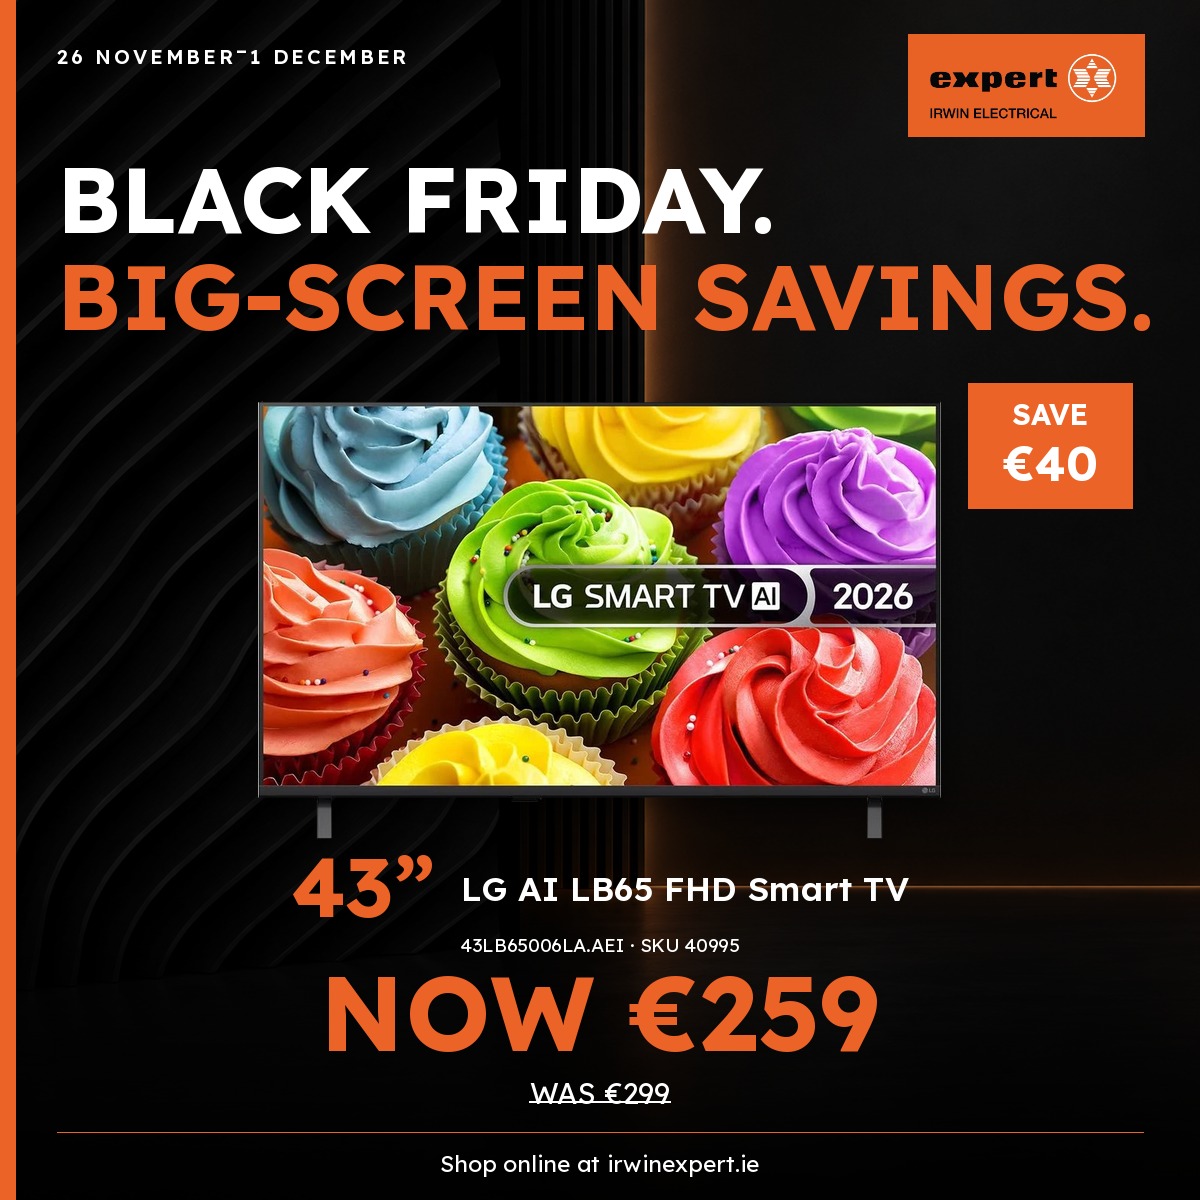 26 NOVEMBER–1 DECEMBER
expert
IRWIN ELECTRICAL
BLACK FRIDAY.
BIG-SCREEN SAVINGS.
SAVE
€40
LG SMART TV AI 2026
LG
43” LG AI LB65 FHD Smart TV
43LB65006LA.AEI · SKU 40995
NOW €259
WAS €299
Shop online at irwinexpert.ie